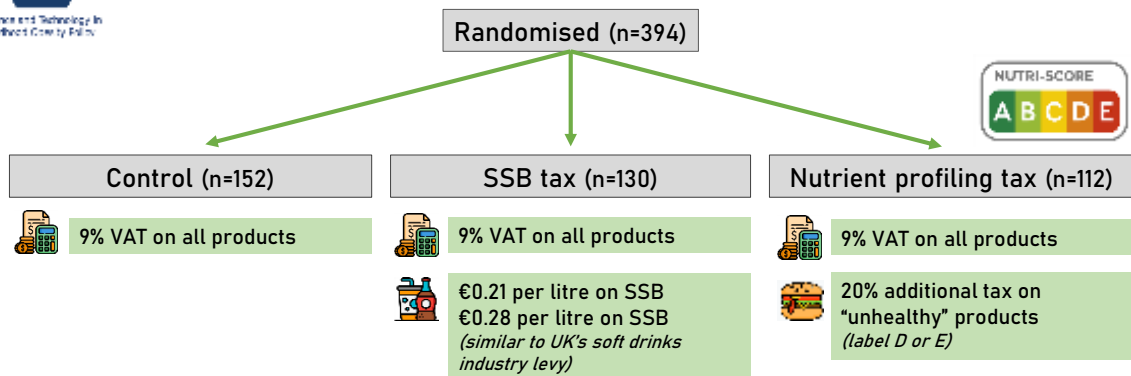 Randomised (n=394)
NUTRI-SCORE
A B C D E
Control (n=152)
SSB tax (n=130)
Nutrient profiling tax (n=112)
9% VAT on all products
9% VAT on all products
9% VAT on all products
€0.21 per litre on SSB
€0.28 per litre on SSB
(similar to UK's soft drinks
industry levy)
20% additional tax on
"unhealthy" products
(label D or E)